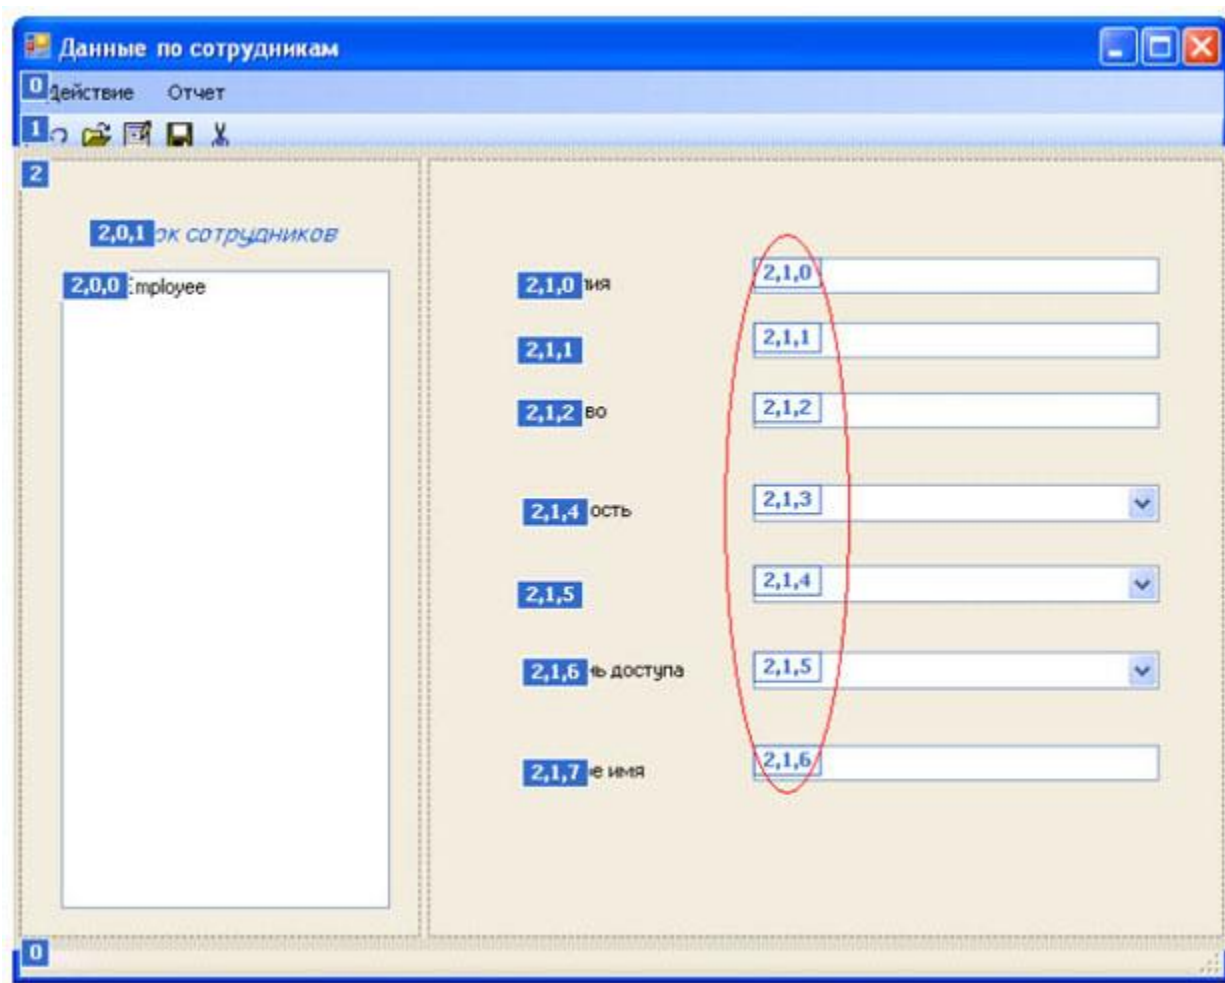 Данные по сотрудникам
0 Действие Отчет
1
2
2,0,1 ок сотрудников
2,0,0 Employee
2,1,0 лия 2,1,0
2,1,1 2,1,1
2,1,2 во 2,1,2
2,1,4 ость 2,1,3
2,1,5 2,1,4
2,1,6 нь доступа 2,1,5
2,1,7 ое имя 2,1,6
0